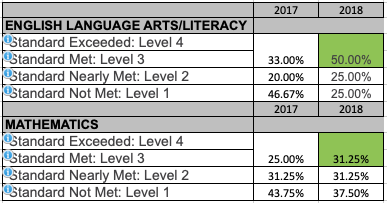 2017 2018
ENGLISH LANGUAGE ARTS/LITERACY
Standard Exceeded: Level 4
Standard Met: Level 3 33.00% 50.00%
Standard Nearly Met: Level 2 20.00% 25.00%
Standard Not Met: Level 1 46.67% 25.00%
2017 2018
MATHEMATICS
Standard Exceeded: Level 4
Standard Met: Level 3 25.00% 31.25%
Standard Nearly Met: Level 2 31.25% 31.25%
Standard Not Met: Level 1 43.75% 37.50%